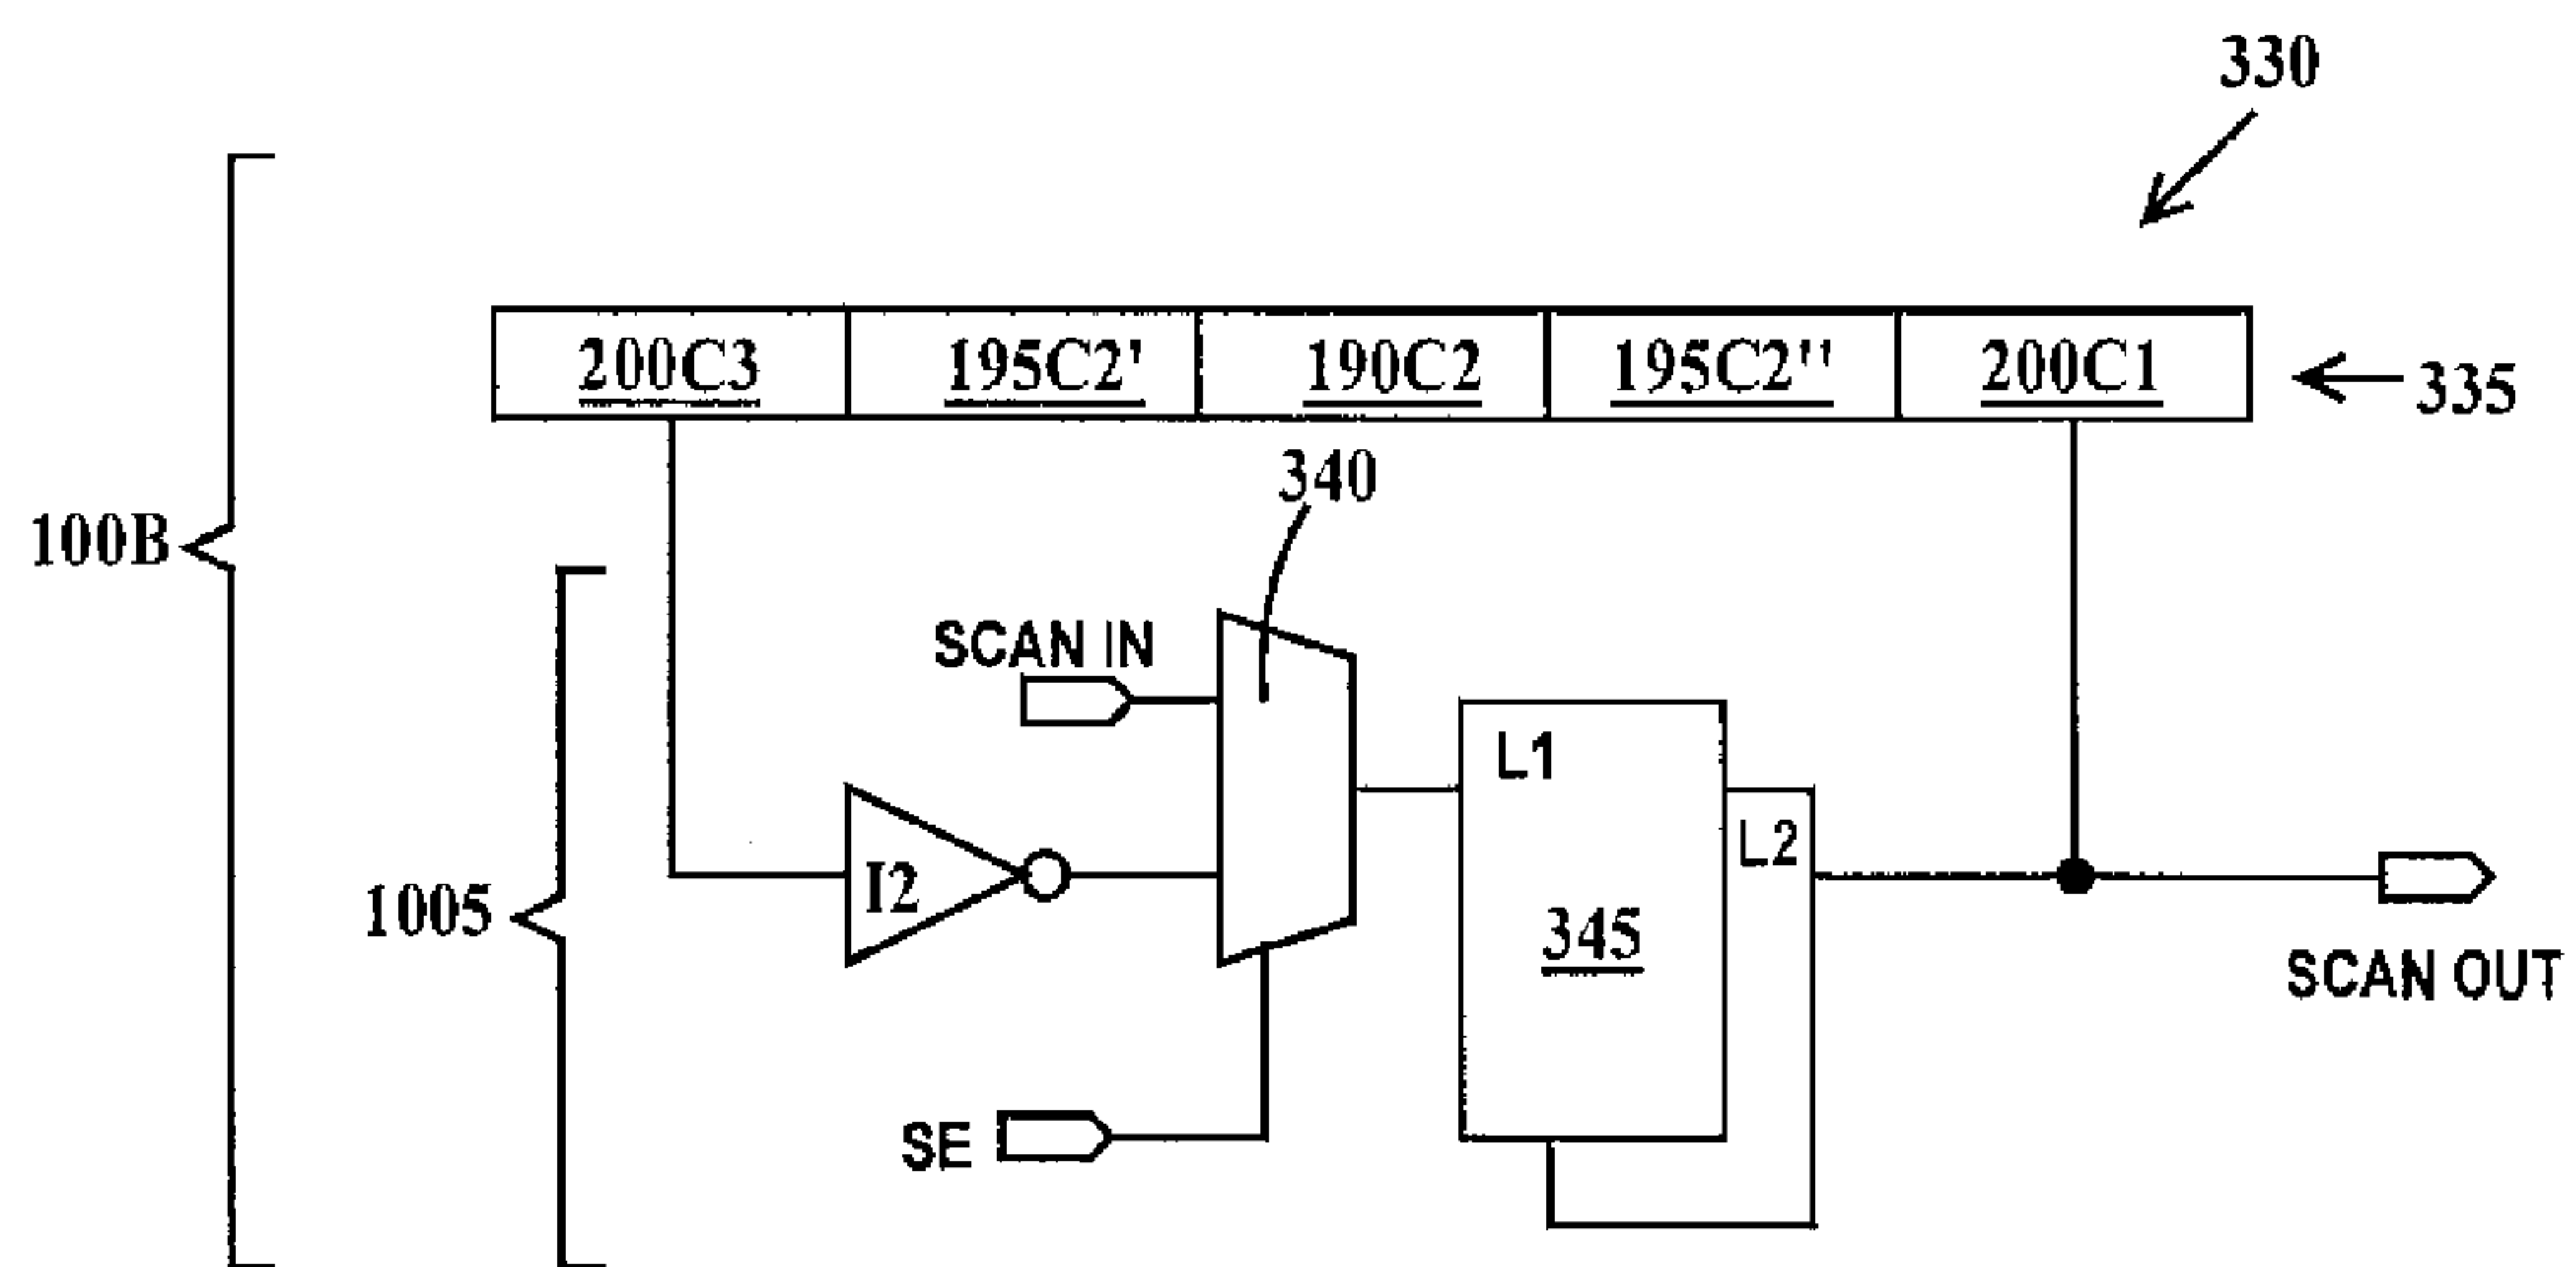 330
200C3 195C2' 190C2 195C2'' 200C1
335
340
100B
SCAN IN
L1
L2
I2
1005
345
SCAN OUT
SE